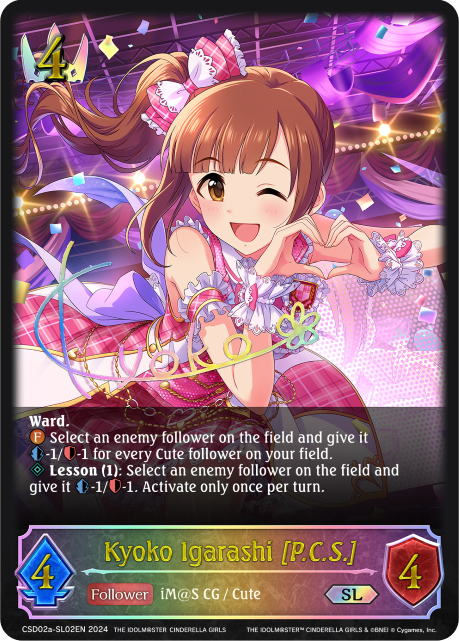 4
Kyoko
Ward.
F Select an enemy follower on the field and give it
-1/-1 for every Cute follower on your field.
Lesson (1): Select an enemy follower on the field and
give it -1/-1. Activate only once per turn.
Kyoko Igarashi [P.C.S.]
4
Follower iM@S CG / Cute
SL
4
CSD02a-SL02EN 2024 THE IDOLM@STER CINDERELLA GIRLS THE IDOLM@STER™ CINDERELLA GIRLS & ©BNEI © Cygames, Inc.